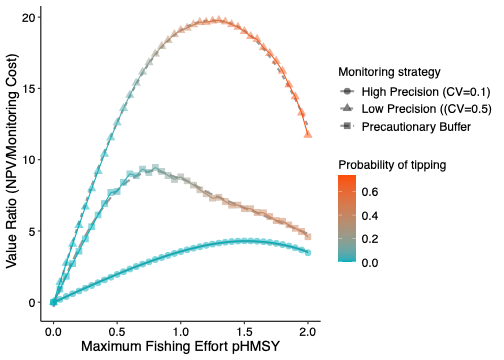 Value Ratio (NPV/Monitoring Cost)
20
15
10
5
0
0.0 0.5 1.0 1.5 2.0
Maximum Fishing Effort pHMSY
Monitoring strategy
High Precision (CV=0.1)
Low Precision ((CV=0.5)
Precautionary Buffer
Probability of tipping
0.6
0.4
0.2
0.0